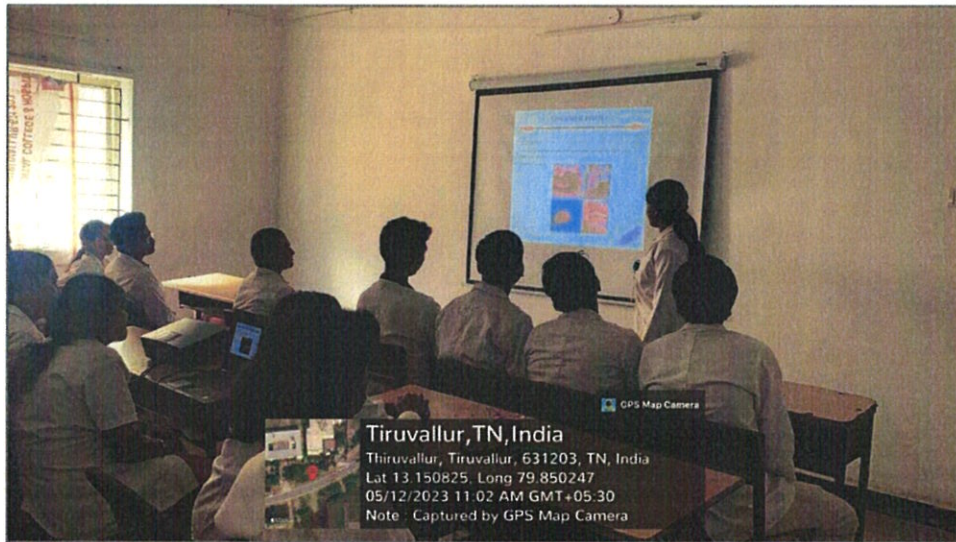 GPS Map Camera
Tiruvallur,TN,India
Thiruvallur, Tiruvallur, 631203, TN, India
Lat 13.150825, Long 79.850247
05/12/2023 11:02 AM GMT+05:30
Note : Captured by GPS Map Camera